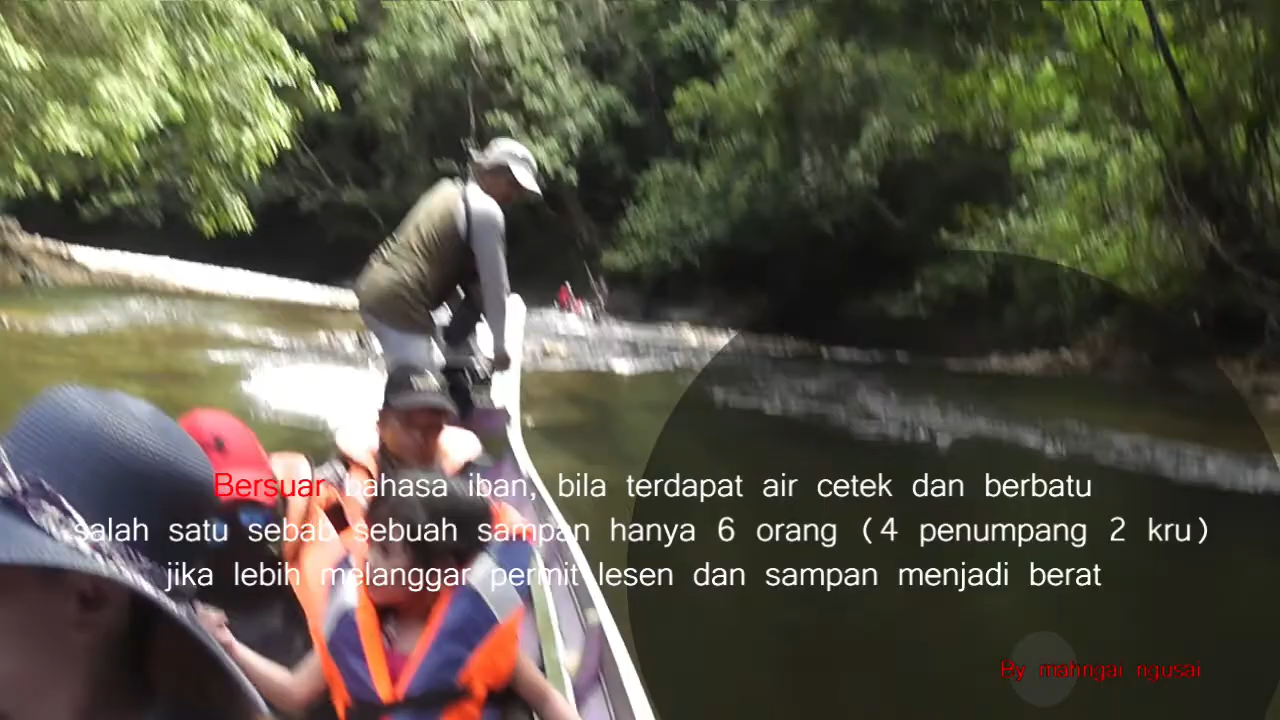 Bersuar bahasa iban, bila terdapat air cetek dan berbatu
salah satu sebab sebuah sampan hanya 6 orang (4 penumpang 2 kru)
jika lebih melanggar permit lesen dan sampan menjadi berat
By mafingai ngusai